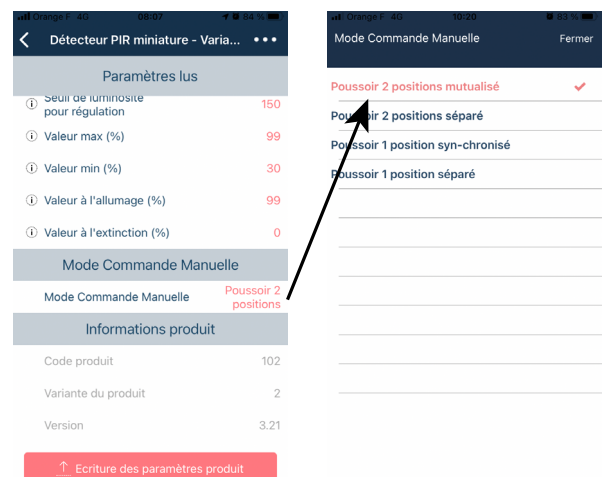 Orange F 4G 08:07 84 %
Détecteur PIR miniature - Varia... •••
Paramètres lus
Seuil de luminosité
pour régulation 150
Valeur max (%) 99
Valeur min (%) 30
Valeur à l'allumage (%) 99
Valeur à l'extinction (%) 0
Mode Commande Manuelle
Mode Commande Manuelle Poussoir 2
positions
Informations produit
Code produit 102
Variante du produit 2
Version 3.21
Ecriture des paramètres produit
Orange F 4G 10:20 83 %
Mode Commande Manuelle Fermer
Poussoir 2 positions mutualisé
Poussoir 2 positions séparé
Poussoir 1 position syn-chronisé
Poussoir 1 position séparé